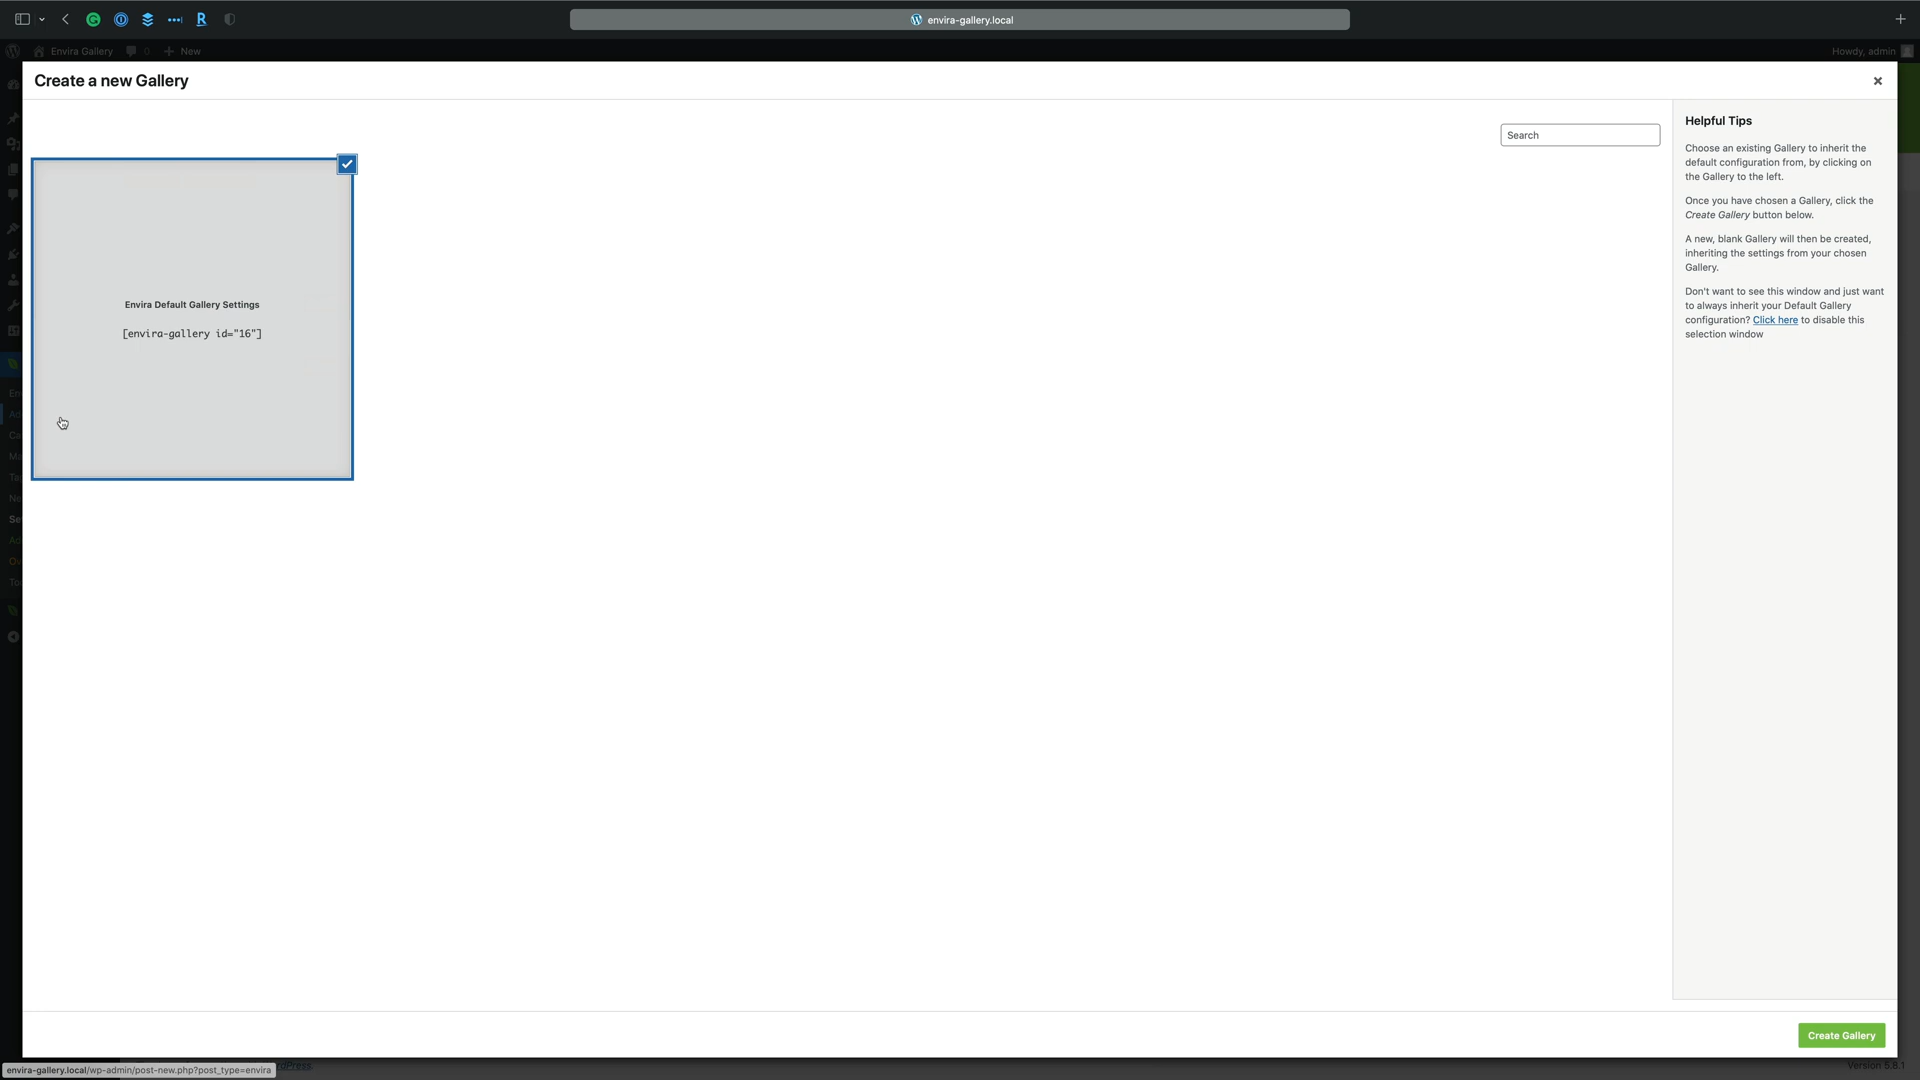 envira-gallery.local
Envira Gallery 0 New
Howdy, admin
Create a new Gallery
Search
Helpful Tips
Choose an existing Gallery to inherit the
default configuration from, by clicking on
the Gallery to the left.
Once you have chosen a Gallery, click the
Create Gallery button below.
A new, blank Gallery will then be created,
inheriting the settings from your chosen
Gallery.
Don't want to see this window and just want
to always inherit your Default Gallery
configuration? Click here to disable this
selection window
Envira Default Gallery Settings
[envira-gallery id="16"]
Create Gallery
envira-gallery.local/wp-admin/post-new.php?post_type=envira
Version 5.8.1